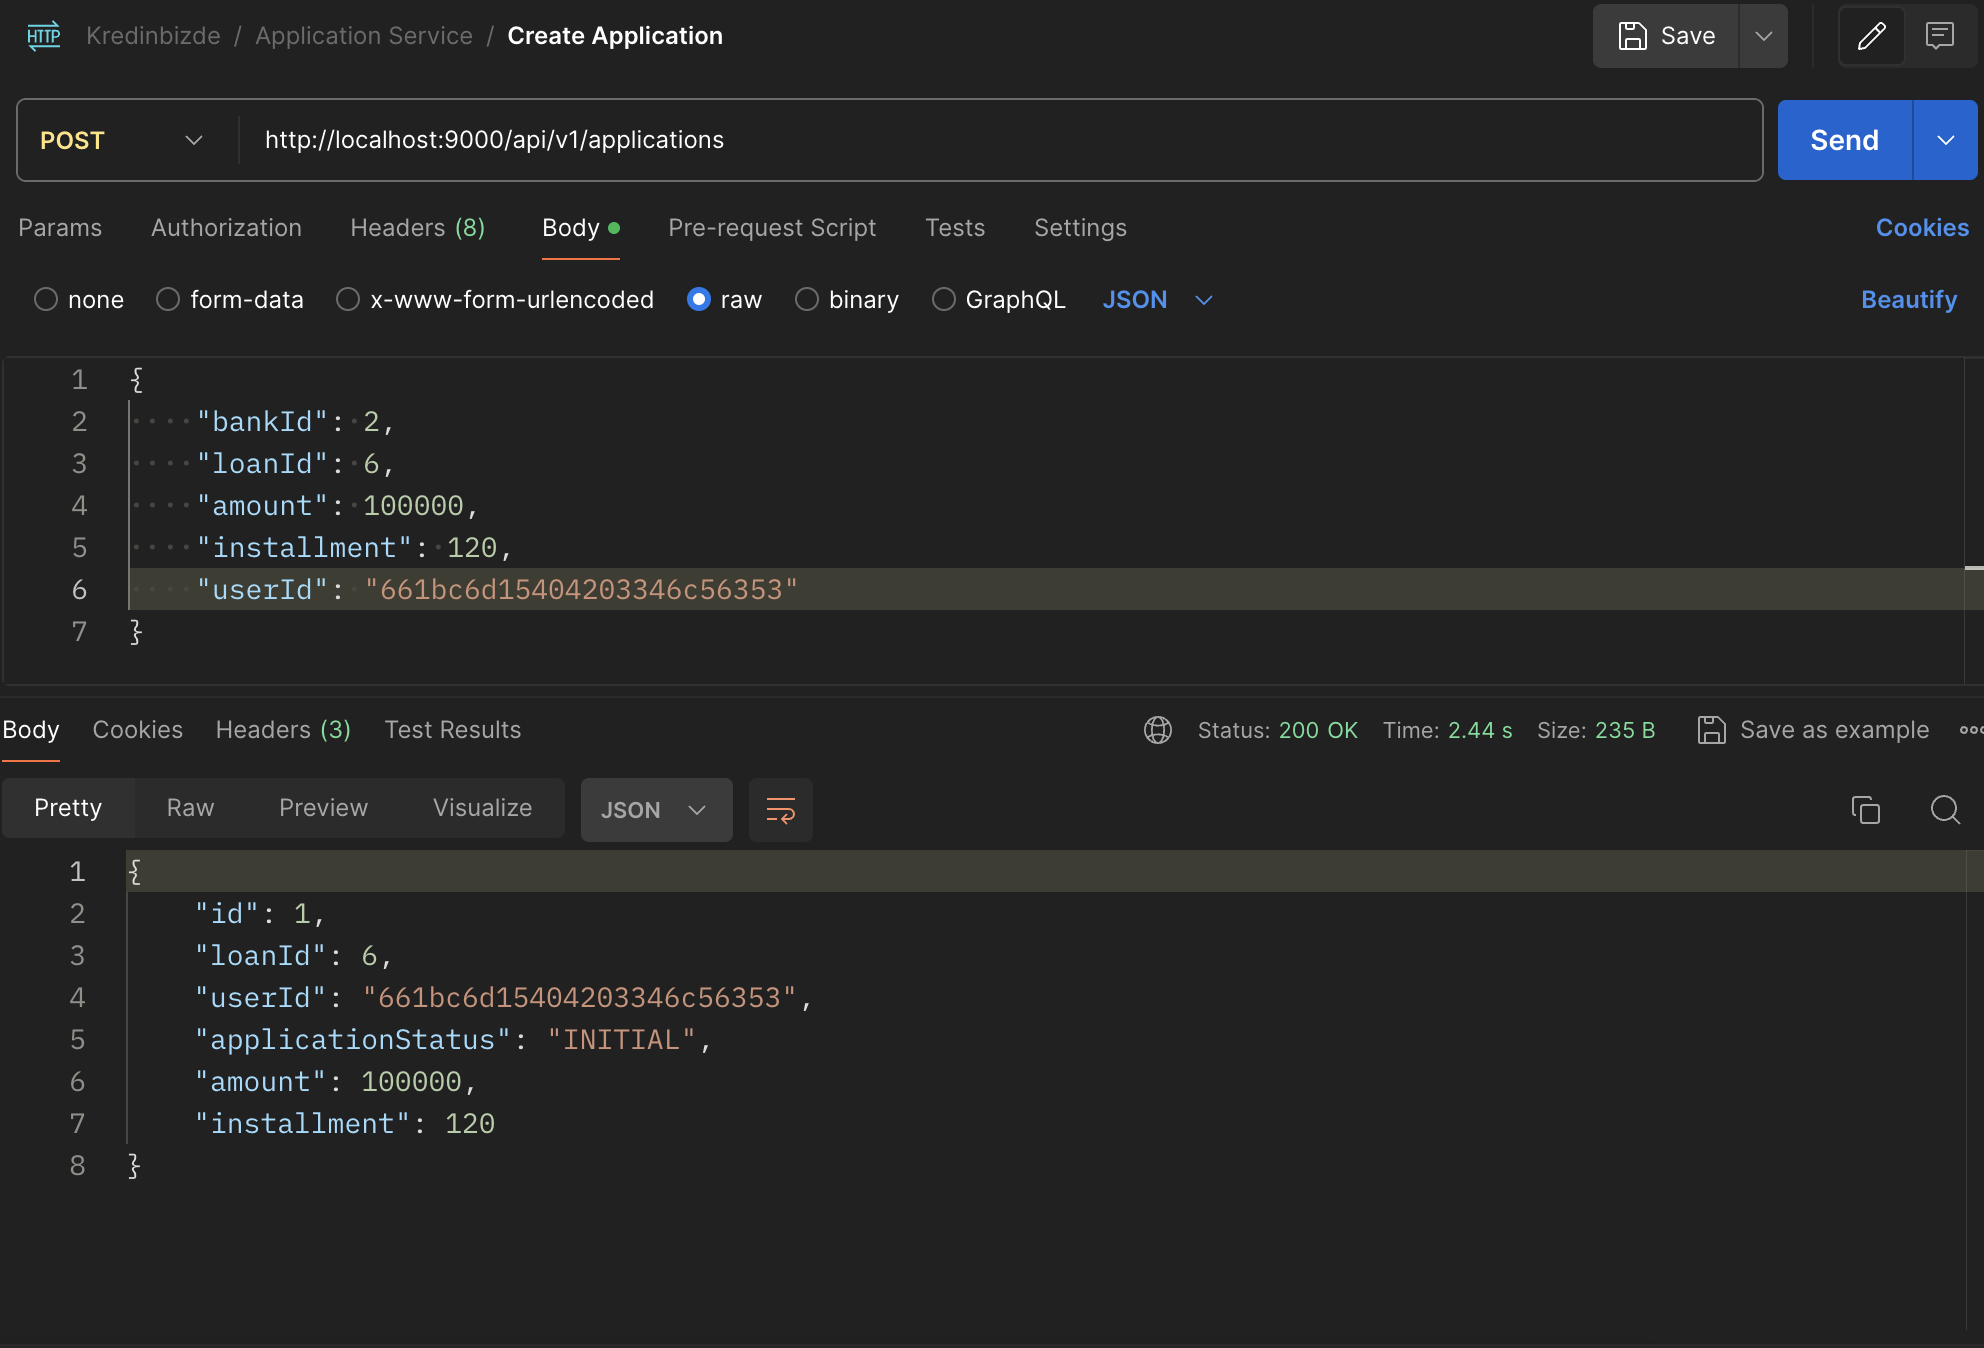 HTTP Kredinbizde / Application Service / Create Application Save
POST http://localhost:9000/api/v1/applications Send
Params Authorization Headers (8) Body Pre-request Script Tests Settings Cookies
none form-data x-www-form-urlencoded raw binary GraphQL JSON Beautify
1 {
2 "bankId": 2,
3 "loanId": 6,
4 "amount": 100000,
5 "installment": 120,
6 "userId": "661bc6d15404203346c56353"
7 }
Body Cookies Headers (3) Test Results Status: 200 OK Time: 2.44 s Size: 235 B Save as example
Pretty Raw Preview Visualize JSON
1 {
2 "id": 1,
3 "loanId": 6,
4 "userId": "661bc6d15404203346c56353",
5 "applicationStatus": "INITIAL",
6 "amount": 100000,
7 "installment": 120
8 }